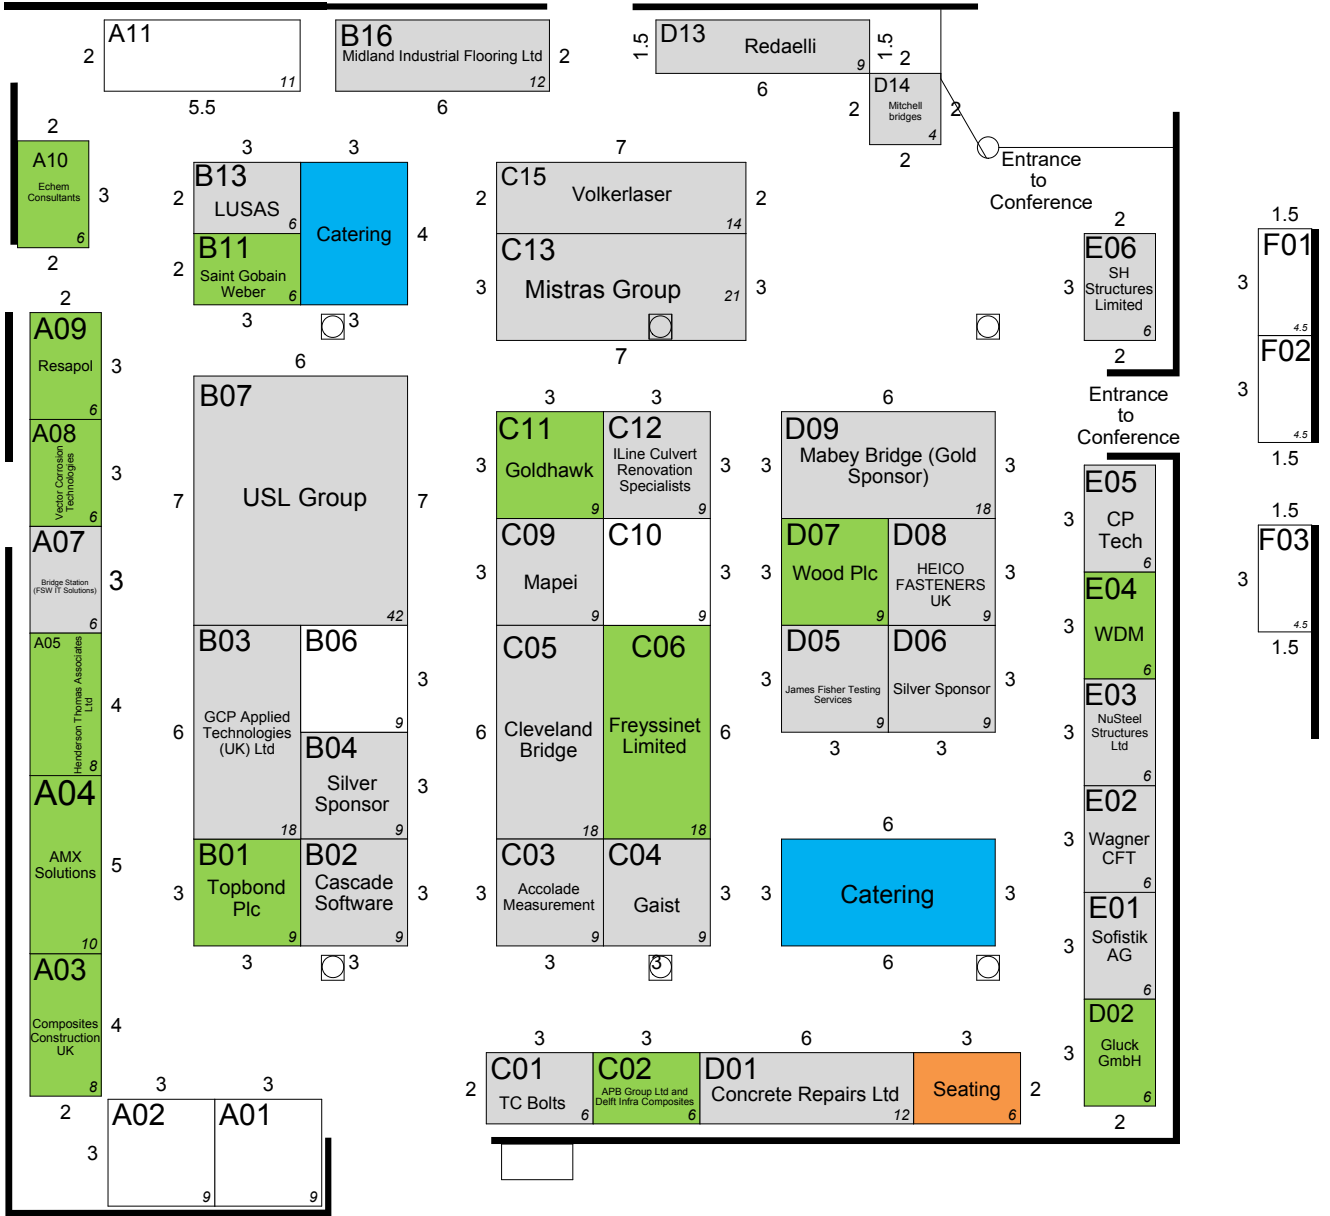 A11
2
11
5.5
B16
Midland Industrial Flooring Ltd
12
2
6
1.5
D13
Redaelli
9
1.5
6
2
D14
Mitchell
bridges
4
2
2
2
Entrance
to
Conference
2
A10
Echem
Consultants
6
3
2
3
3
B13
LUSAS
6
2
B11
Saint Gobain
Weber
6
2
Catering
4
3
3
7
C15
Volkerlaser
14
2
2
C13
Mistras Group
21
3
3
7
2
E06
SH
Structures
Limited
6
3
2
Entrance
to
Conference
1.5
F01
4.5
3
F02
4.5
3
1.5
1.5
F03
4.5
3
1.5
2
A09
Resapol
6
3
A08
Vector Corrosion
Technologies
6
3
A07
Bridge Station
(FSW IT Solutions)
6
3
A05
Henderson Thomas Associates
Ltd
8
4
A04
AMX
Solutions
10
5
A03
Composites
Construction
UK
8
4
2
3
3
A02
9
A01
9
3
6
B07
USL Group
42
7
7
B03
GCP Applied
Technologies
(UK) Ltd
18
6
B06
9
3
B04
Silver
Sponsor
9
3
B01
Topbond
Plc
9
3
B02
Cascade
Software
9
3
3
3
3
3
C11
Goldhawk
9
3
C12
ILine Culvert
Renovation
Specialists
9
3
C09
Mapei
9
3
C10
9
3
C05
Cleveland
Bridge
18
6
C06
Freyssinet
Limited
18
6
C03
Accolade
Measurement
9
3
C04
Gaist
9
3
3
3
6
D09
Mabey Bridge (Gold
Sponsor)
18
3
3
D07
Wood Plc
9
3
D08
HEICO
FASTENERS
UK
9
3
D05
James Fisher Testing
Services
9
3
D06
Silver Sponsor
9
3
3
3
6
Catering
3
3
6
E05
CP
Tech
6
3
E04
WDM
6
3
E03
NuSteel
Structures
Ltd
6
3
E02
Wagner
CFT
6
3
E01
Sofistik
AG
6
3
D02
Gluck
GmbH
6
3
2
3
3
6
3
2
C01
TC Bolts
6
C02
APB Group Ltd and
Delft Infra Composites
6
D01
Concrete Repairs Ltd
12
Seating
6
2